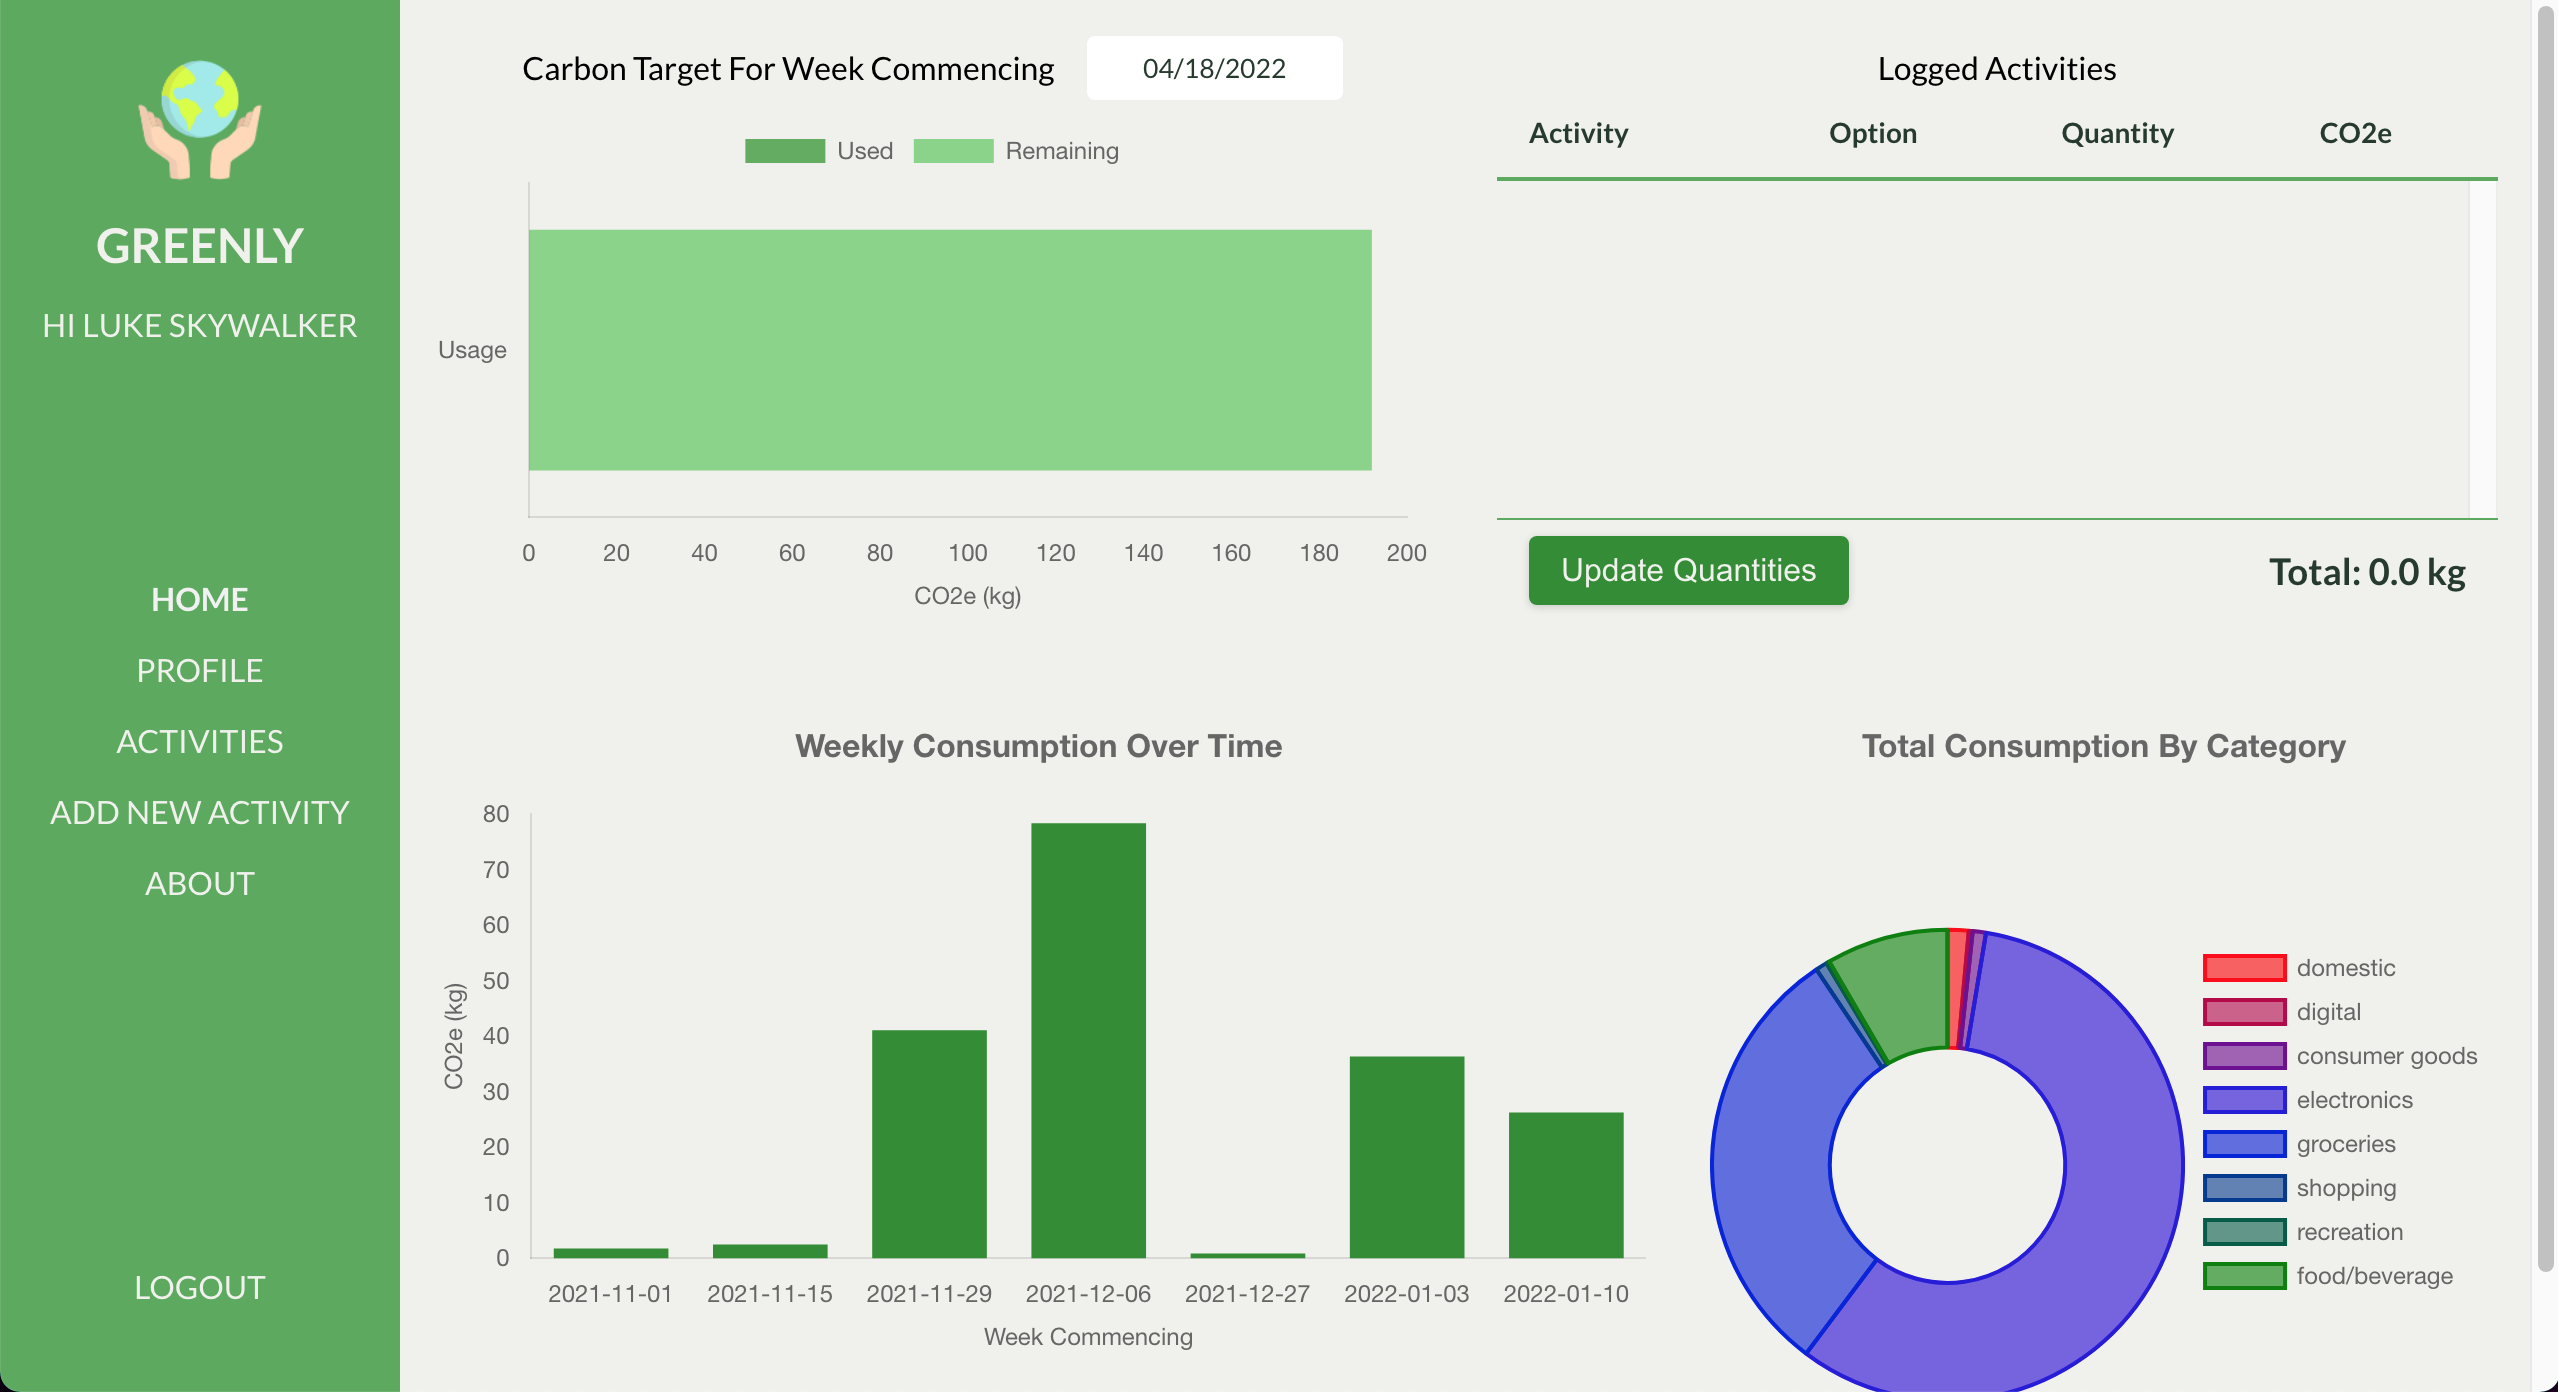 GREENLY
HI LUKE SKYWALKER
HOME
PROFILE
ACTIVITIES
ADD NEW ACTIVITY
ABOUT
LOGOUT
Carbon Target For Week Commencing 04/18/2022
Used Remaining
Usage
0 20 40 60 80 100 120 140 160 180 200
CO2e (kg)
Logged Activities
Activity Option Quantity CO2e
Update Quantities Total: 0.0 kg
Weekly Consumption Over Time
80
70
60
50
40
30
20
10
0
CO2e (kg)
2021-11-01 2021-11-15 2021-11-29 2021-12-06 2021-12-27 2022-01-03 2022-01-10
Week Commencing
Total Consumption By Category
domestic
digital
consumer goods
electronics
groceries
shopping
recreation
food/beverage